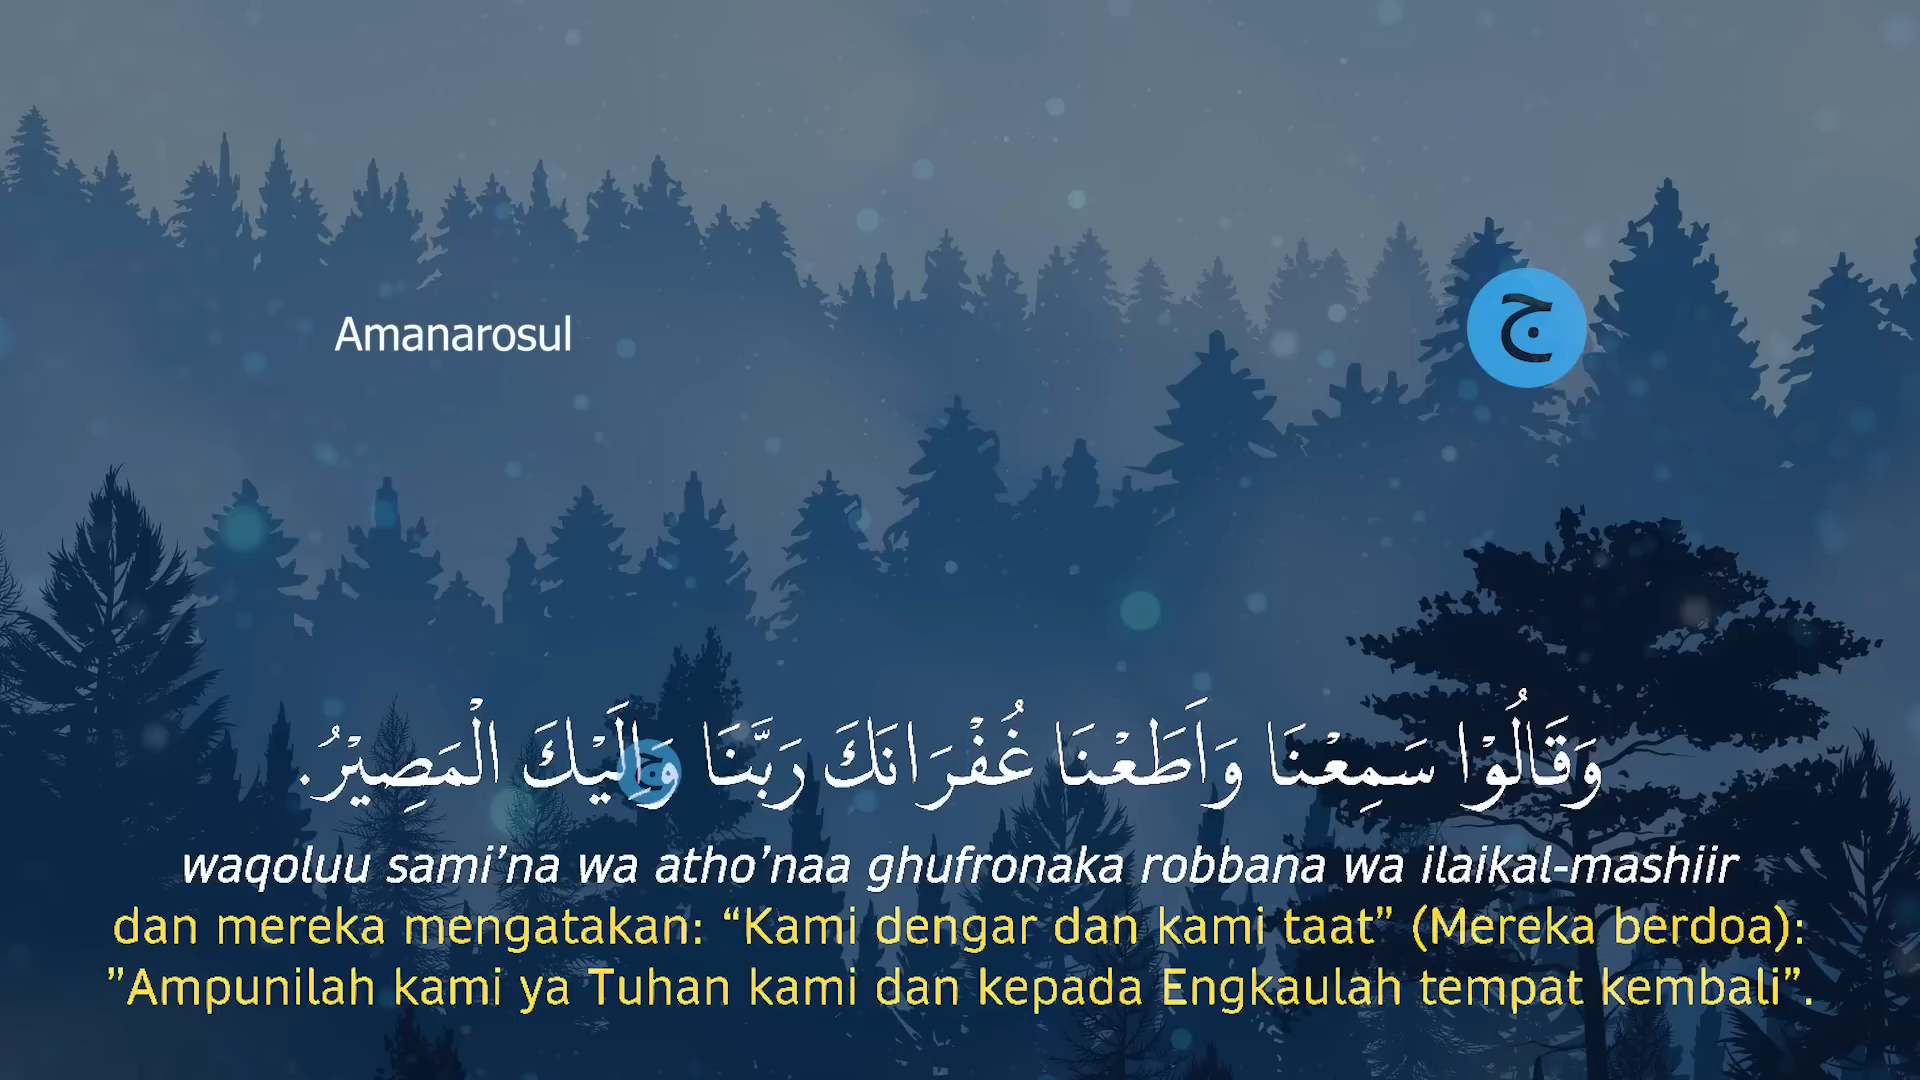 Amanarosul
ج
وَقَالُوْا سَمِعْنَا وَاَطَعْنَا غُفْرَانَكَ رَبَّنَا وَاِلَيْكَ الْمَصِيْرُ.
waqoluu sami’na wa atho’naa ghufronaka robbana wa ilaikal-mashiir
dan mereka mengatakan: “Kami dengar dan kami taat” (Mereka berdoa):
”Ampunilah kami ya Tuhan kami dan kepada Engkaulah tempat kembali”.